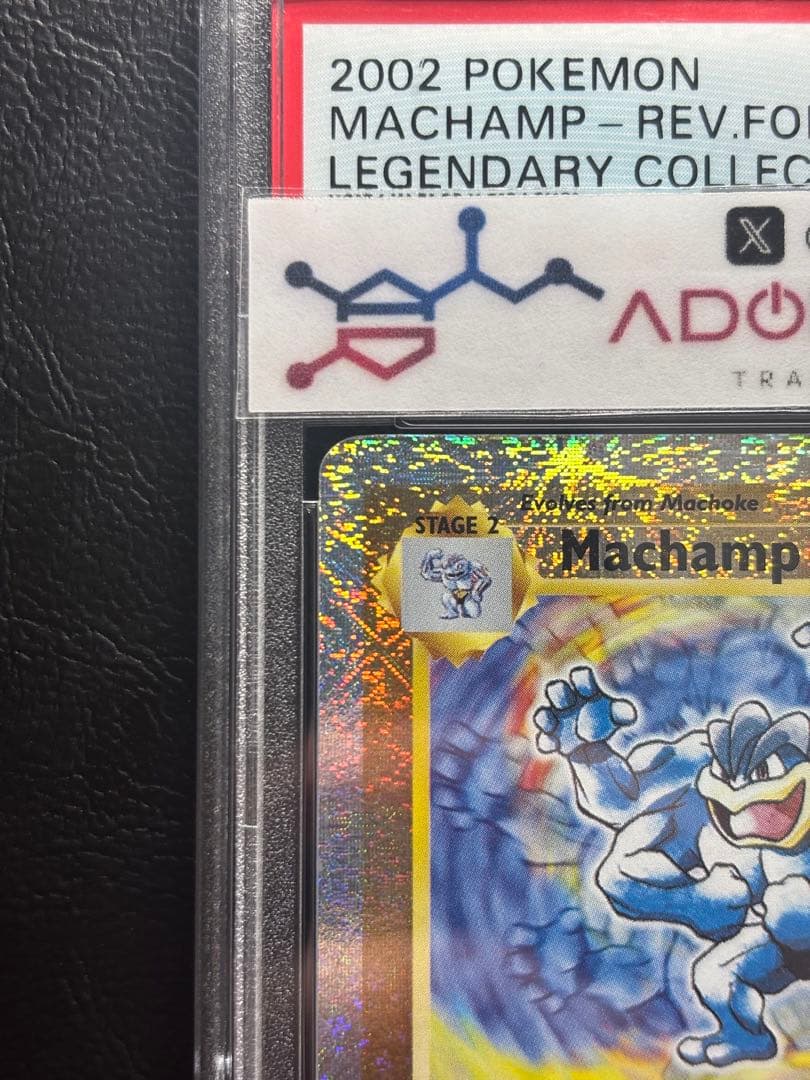 2002 POKEMON
MACHAMP - REV.FO
LEGENDARY COLLEC
X
ADO
TRA
Evolves from Machoke
STAGE 2
Machamp